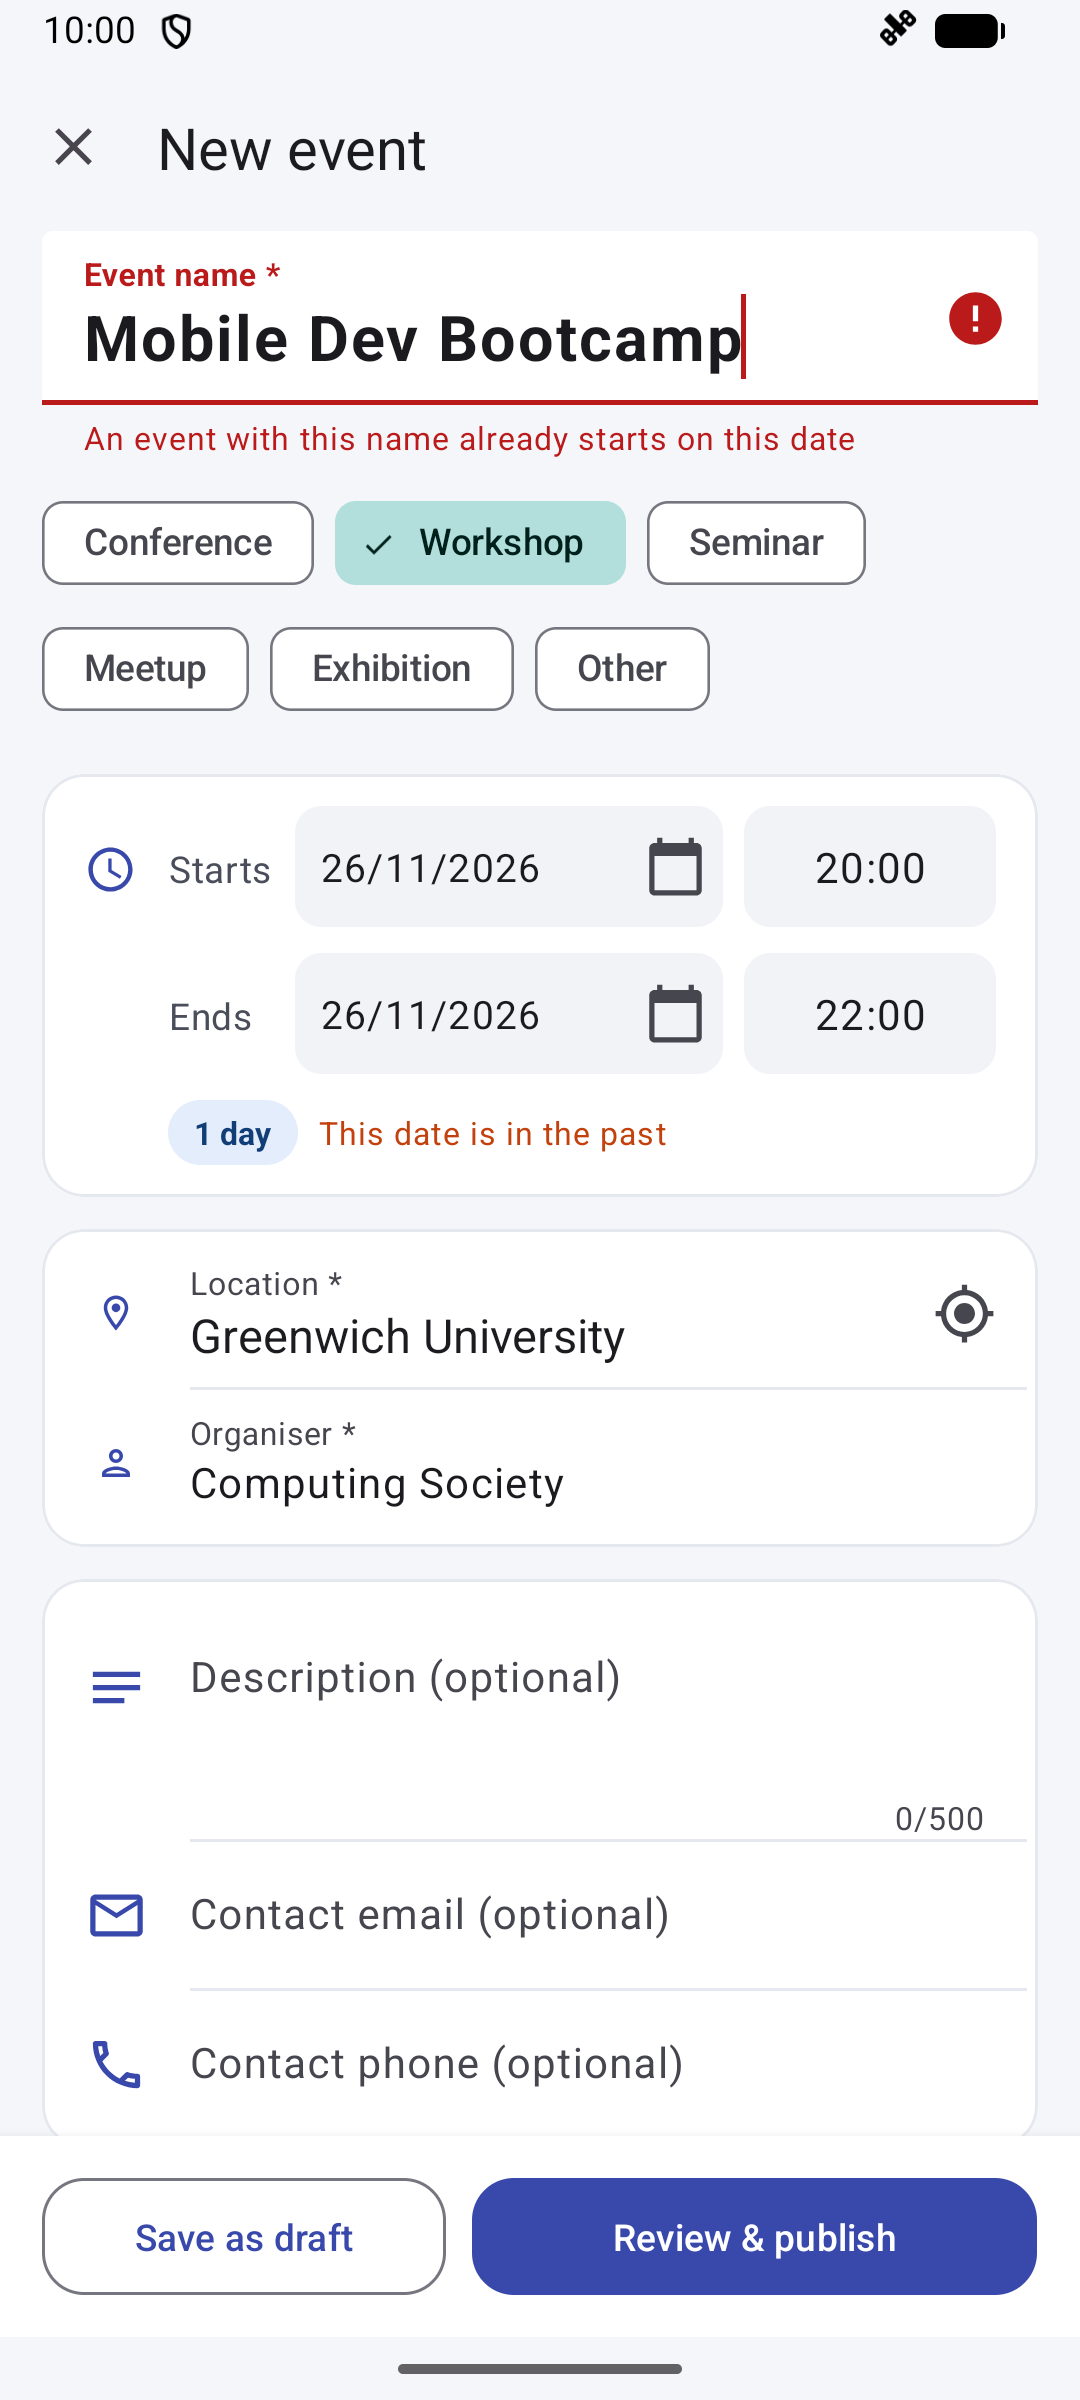 10:00
New event
Event name *
Mobile Dev Bootcamp
An event with this name already starts on this date
Conference
Workshop
Seminar
Meetup
Exhibition
Other
Starts 26/11/2026 20:00
Ends 26/11/2026 22:00
1 day This date is in the past
Location *
Greenwich University
Organiser *
Computing Society
Description (optional)
0/500
Contact email (optional)
Contact phone (optional)
Save as draft
Review & publish